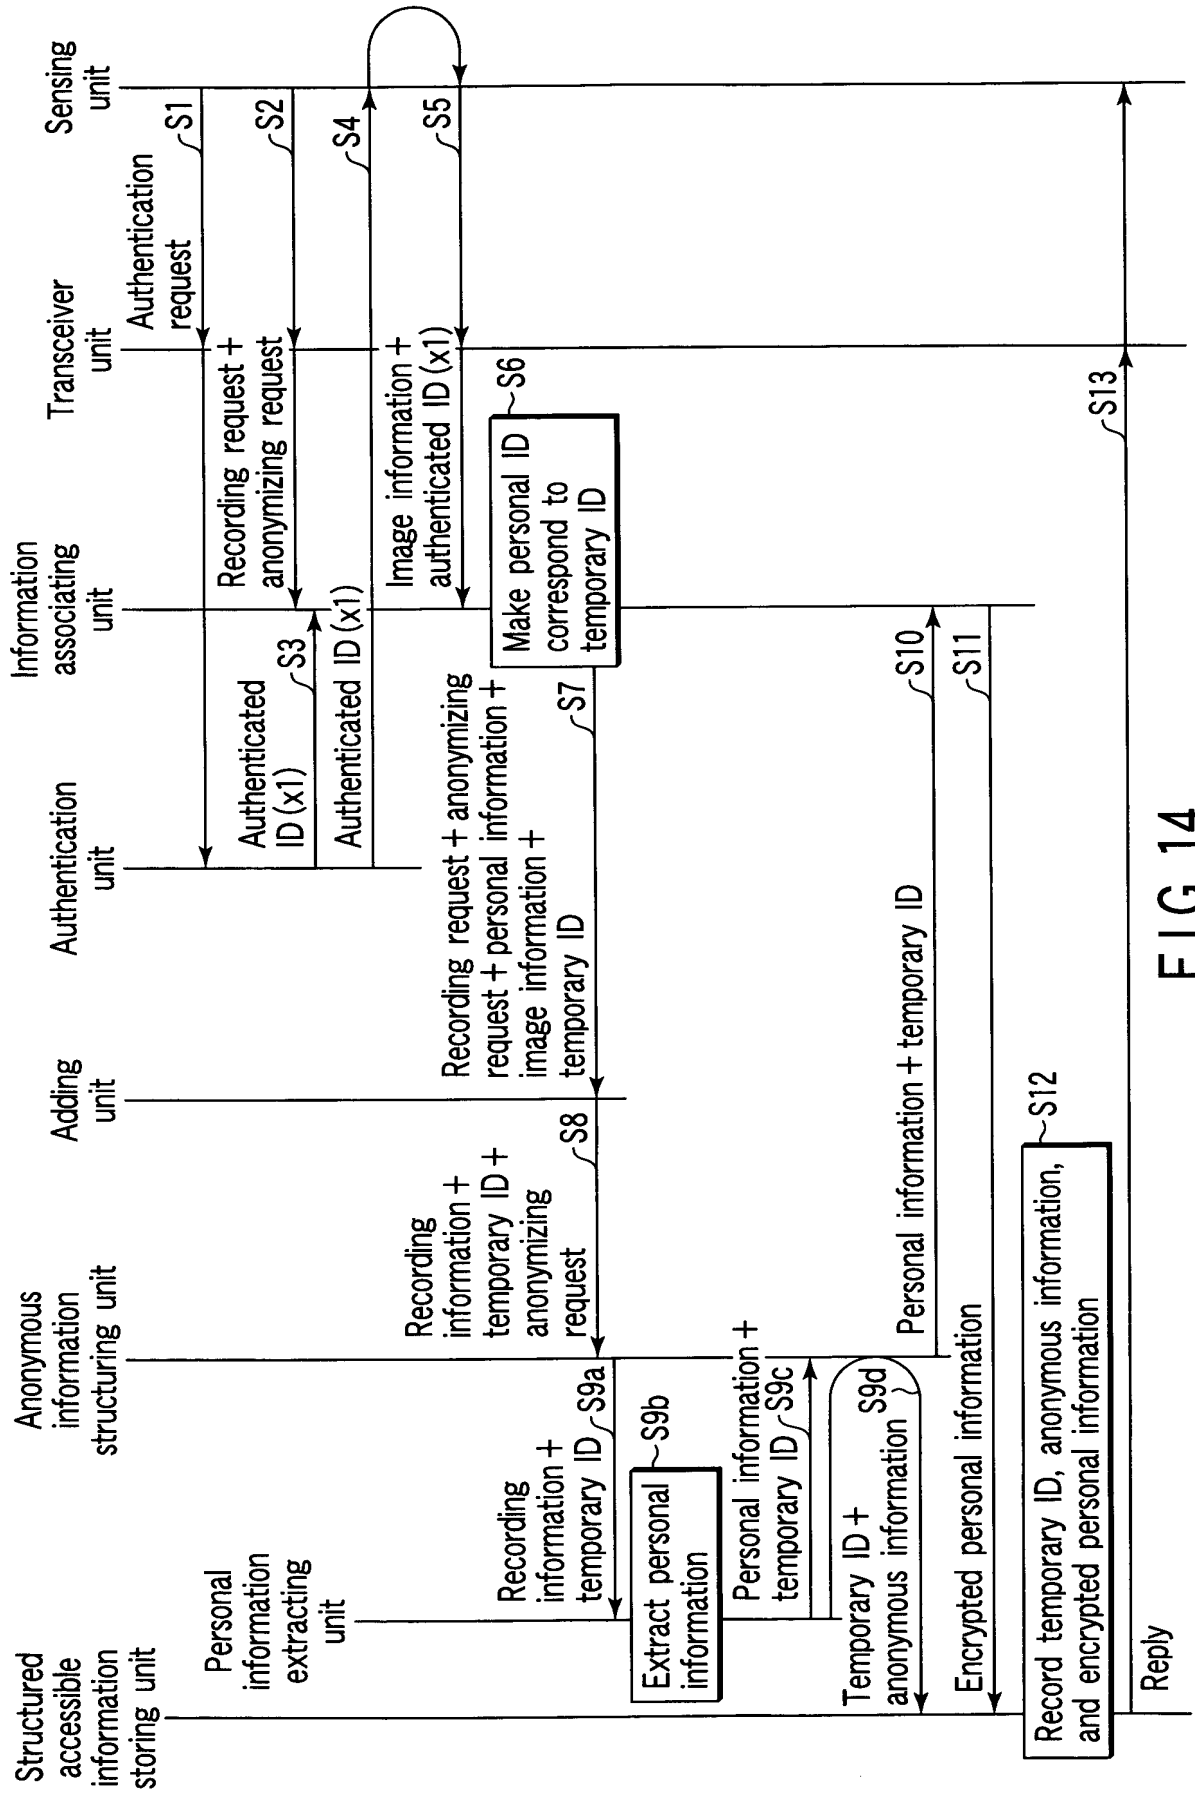 Structured
accessible
information
storing unit
Personal
information
extracting
unit
Anonymous
information
structuring unit
Adding
unit
Authentication
unit
Information
associating
unit
Transceiver
unit
Sensing
unit
Authentication
request
S1
Recording request +
anonymizing request
S2
Authenticated
ID (x1)
S3
Authenticated ID (x1)
S4
Image information +
authenticated ID (x1)
S5
Make personal ID
correspond to
temporary ID
S6
Recording request + anonymizing
request + personal information +
image information +
temporary ID
S7
Recording
information +
temporary ID +
anonymizing
request
S8
Recording
information +
temporary ID
S9a
Extract personal
information
S9b
Personal information +
temporary ID
S9c
Temporary ID +
anonymous information
S9d
Personal information + temporary ID
S10
Encrypted personal information
S11
Record temporary ID, anonymous information,
and encrypted personal information
S12
Reply
S13
FIG. 14